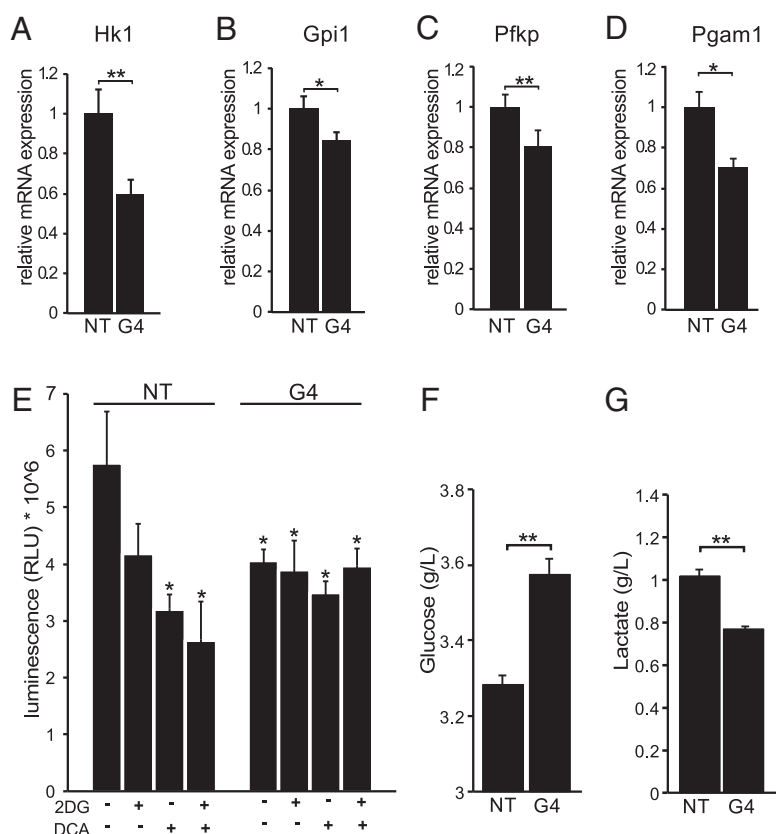 A Hk1
B Gpi1
C Pfkp
D Pgam1
relative mRNA expression
1.2
1
0.8
0.6
0.4
0.2
0
**
NT G4
relative mRNA expression
1.2
1
0.8
0.6
0.4
0.2
0
*
NT G4
relative mRNA expression
1.2
1
0.8
0.6
0.4
0.2
0
**
NT G4
relative mRNA expression
1.2
1
0.8
0.6
0.4
0.2
0
*
NT G4
E
NT G4
luminescence (RLU) * 10^6
7
6
5
4
3
2
1
0
* * * * * *
2DG - + - + - + - +
DCA - - + + - - + +
F
Glucose (g/L)
3.8
3.6
3.4
3.2
3
**
NT G4
G
Lactate (g/L)
1.4
1.2
1
0.8
0.6
0.4
0.2
0
**
NT G4